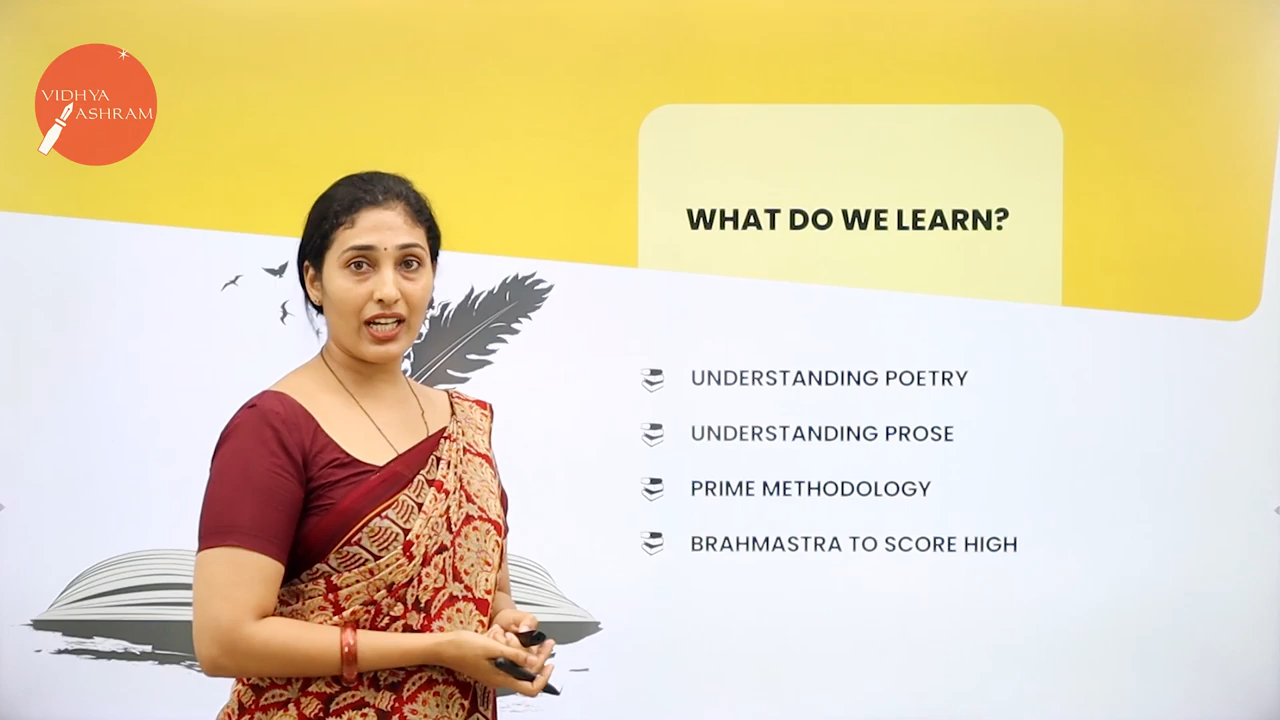 VIDHYA
ASHRAM
WHAT DO WE LEARN?
UNDERSTANDING POETRY
UNDERSTANDING PROSE
PRIME METHODOLOGY
BRAHMASTRA TO SCORE HIGH